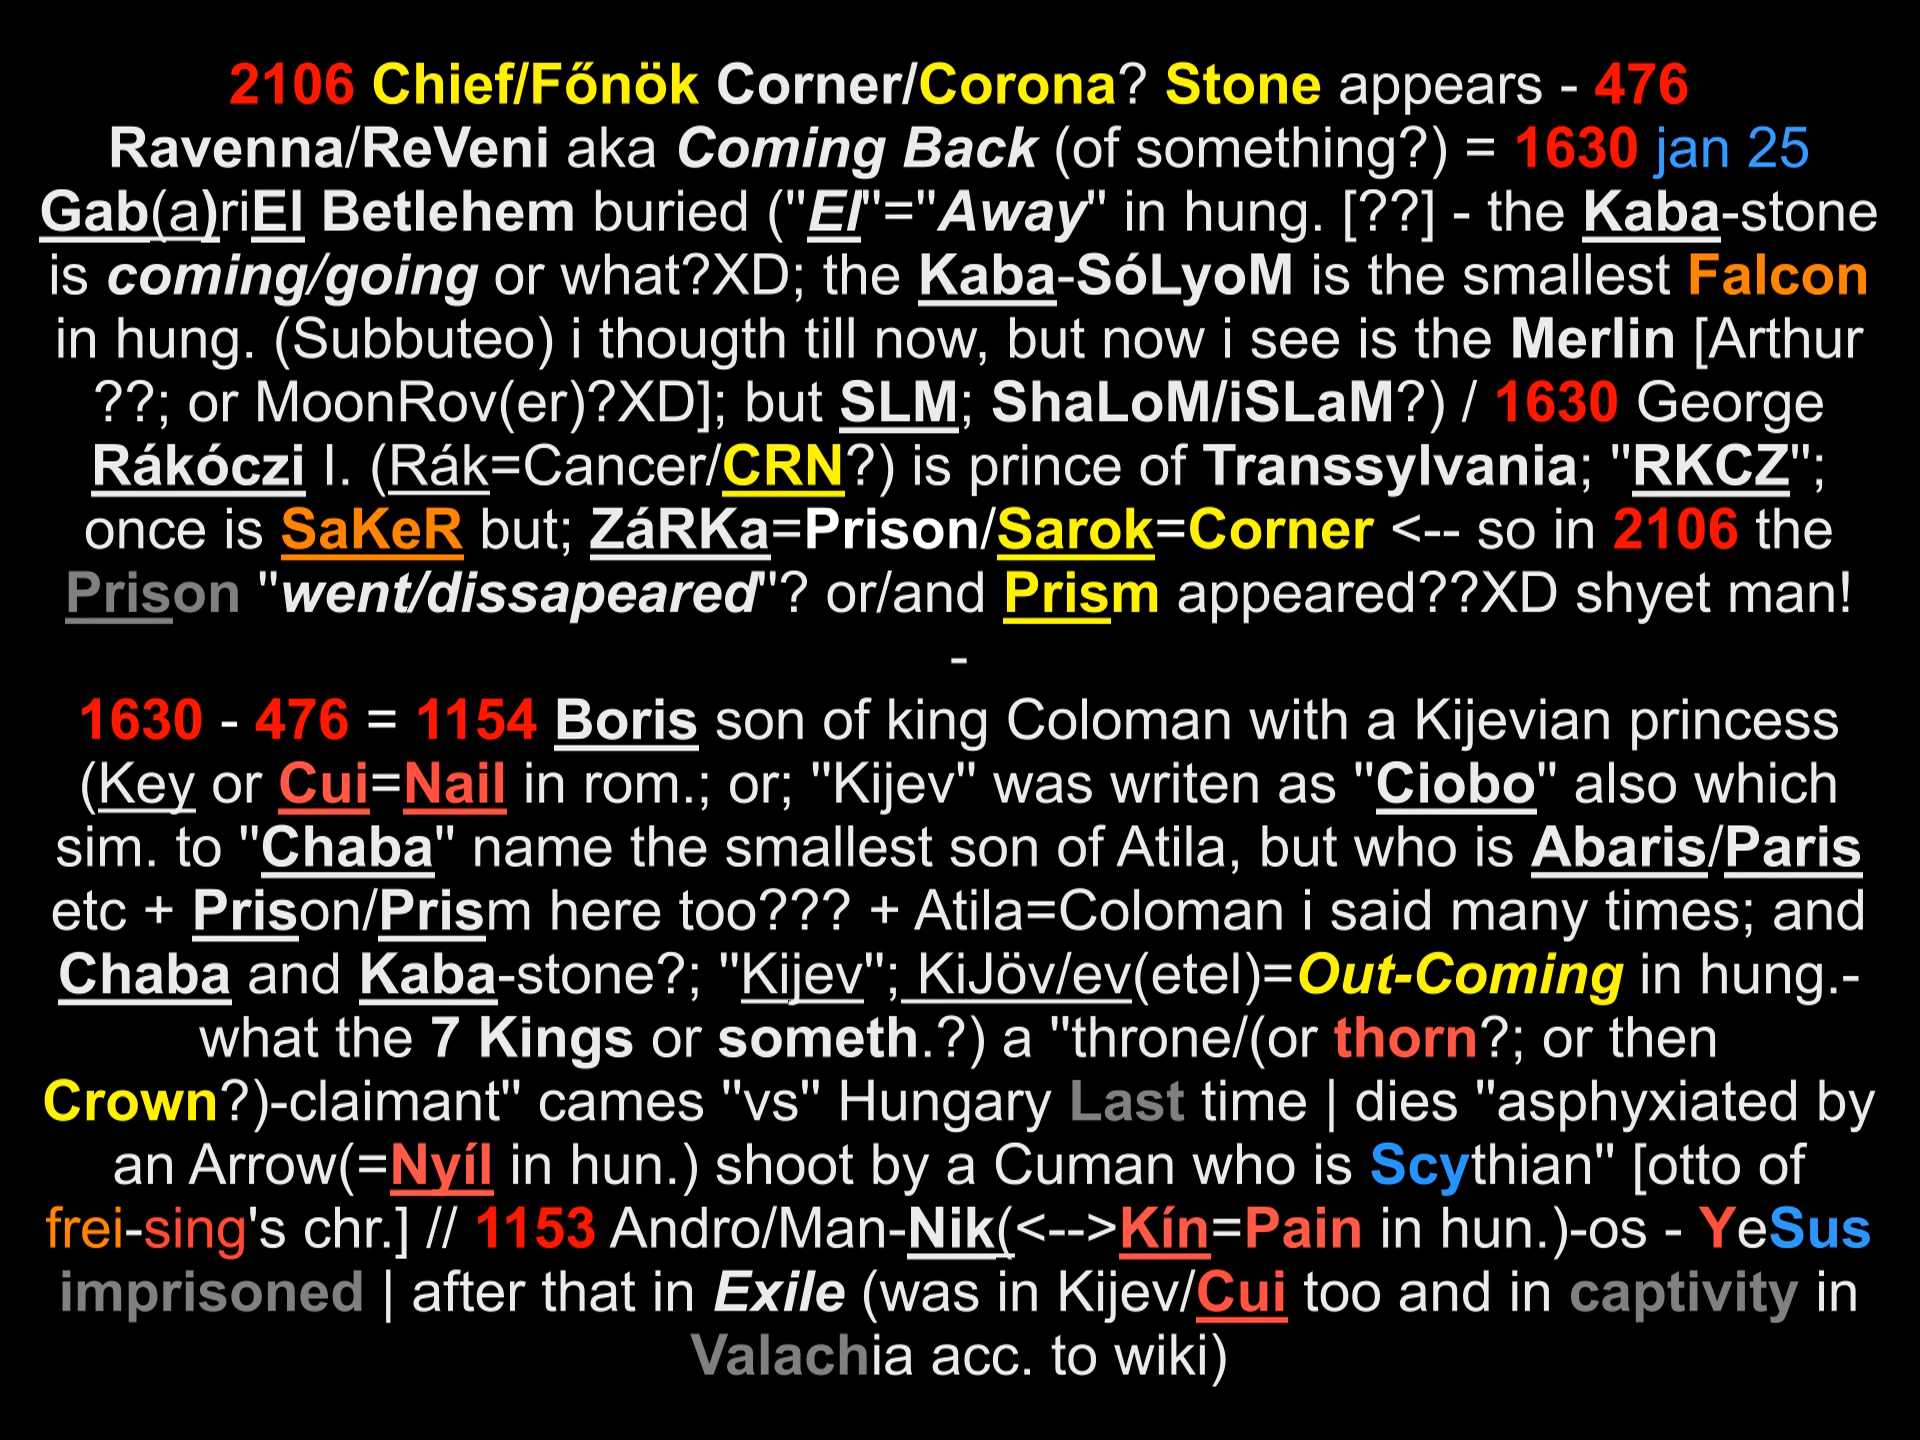 2106 Chief/Főnök Corner/Corona? Stone appears - 476
Ravenna/ReVeni aka Coming Back (of something?) = 1630 jan 25
Gab(a)riEl Betlehem buried ("El"="Away" in hung. [??] - the Kaba-stone
is coming/going or what?XD; the Kaba-SóLyoM is the smallest Falcon
in hung. (Subbuteo) i thougth till now, but now i see is the Merlin [Arthur
??; or MoonRov(er)?XD]; but SLM; ShaLoM/iSLaM?) / 1630 George
Rákóczi I. (Rák=Cancer/CRN?) is prince of Transsylvania; "RKCZ";
once is SaKeR but; ZáRKa=Prison/Sarok=Corner <-- so in 2106 the
Prison "went/dissapeared"? or/and Prism appeared??XD shyet man!
-
1630 - 476 = 1154 Boris son of king Coloman with a Kijevian princess
(Key or Cui=Nail in rom.; or; "Kijev" was writen as "Ciobo" also which
sim. to "Chaba" name the smallest son of Atila, but who is Abaris/Paris
etc + Prison/Prism here too??? + Atila=Coloman i said many times; and
Chaba and Kaba-stone?; "Kijev"; KiJöv/ev(etel)=Out-Coming in hung.-
what the 7 Kings or someth.?) a "throne/(or thorn?; or then
Crown?)-claimant" cames "vs" Hungary Last time | dies "asphyxiated by
an Arrow(=Nyíl in hun.) shoot by a Cuman who is Scythian" [otto of
frei-sing's chr.] // 1153 Andro/Man-Nik(<-->Kín=Pain in hun.)-os - YeSus
imprisoned | after that in Exile (was in Kijev/Cui too and in captivity in
Valachia acc. to wiki)